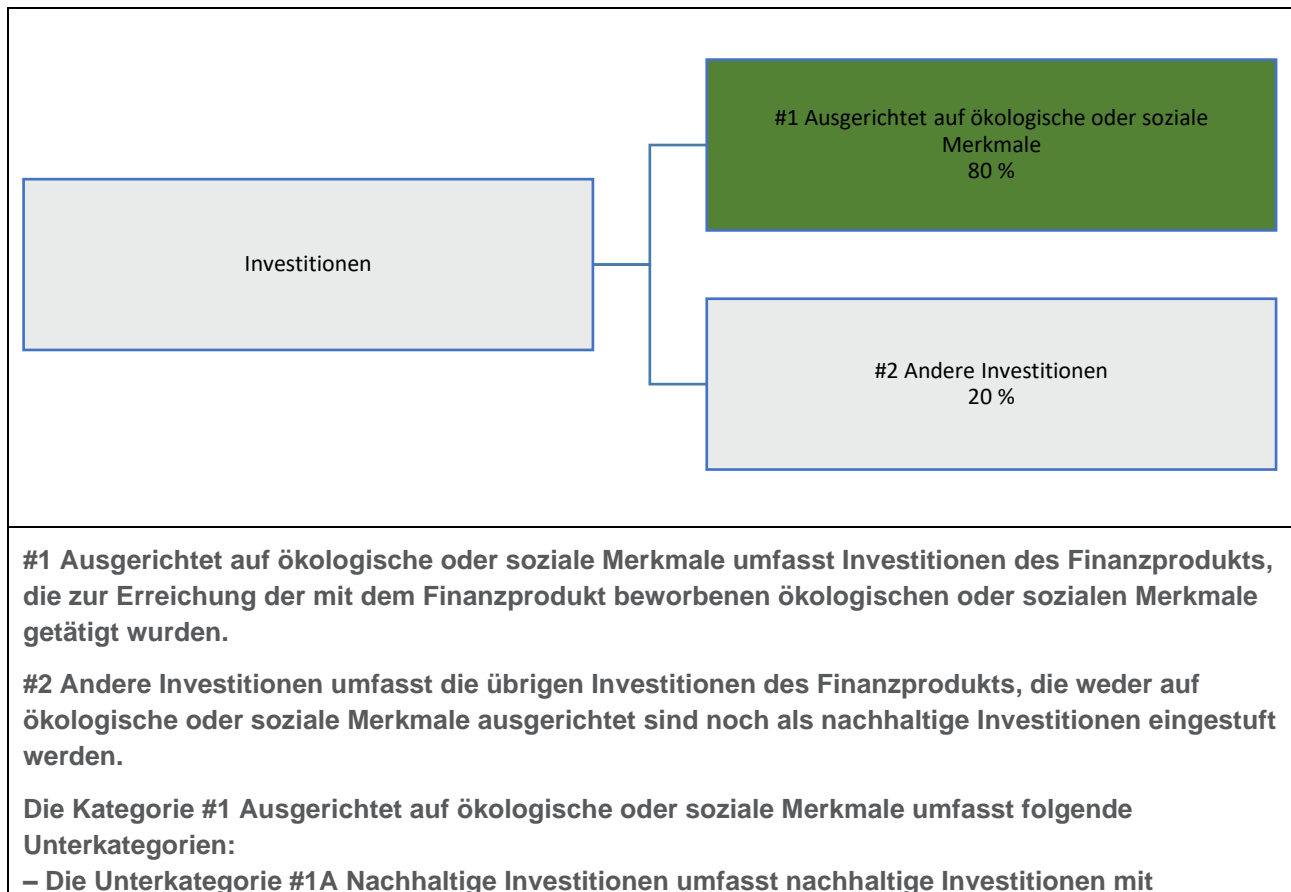 #1 Ausgerichtet auf ökologische oder soziale
Merkmale
80 %
Investitionen
#2 Andere Investitionen
20 %
#1 Ausgerichtet auf ökologische oder soziale Merkmale umfasst Investitionen des Finanzprodukts,
die zur Erreichung der mit dem Finanzprodukt beworbenen ökologischen oder sozialen Merkmale
getätigt wurden.
#2 Andere Investitionen umfasst die übrigen Investitionen des Finanzprodukts, die weder auf
ökologische oder soziale Merkmale ausgerichtet sind noch als nachhaltige Investitionen eingestuft
werden.
Die Kategorie #1 Ausgerichtet auf ökologische oder soziale Merkmale umfasst folgende
Unterkategorien:
– Die Unterkategorie #1A Nachhaltige Investitionen umfasst nachhaltige Investitionen mit